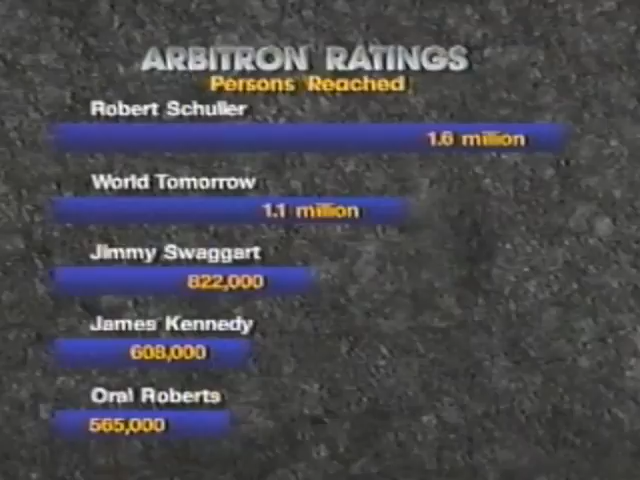 ARBITRON RATINGS
Persons Reached
Robert Schuller
1.6 million
World Tomorrow
1.1 million
Jimmy Swaggart
822,000
James Kennedy
608,000
Oral Roberts
565,000